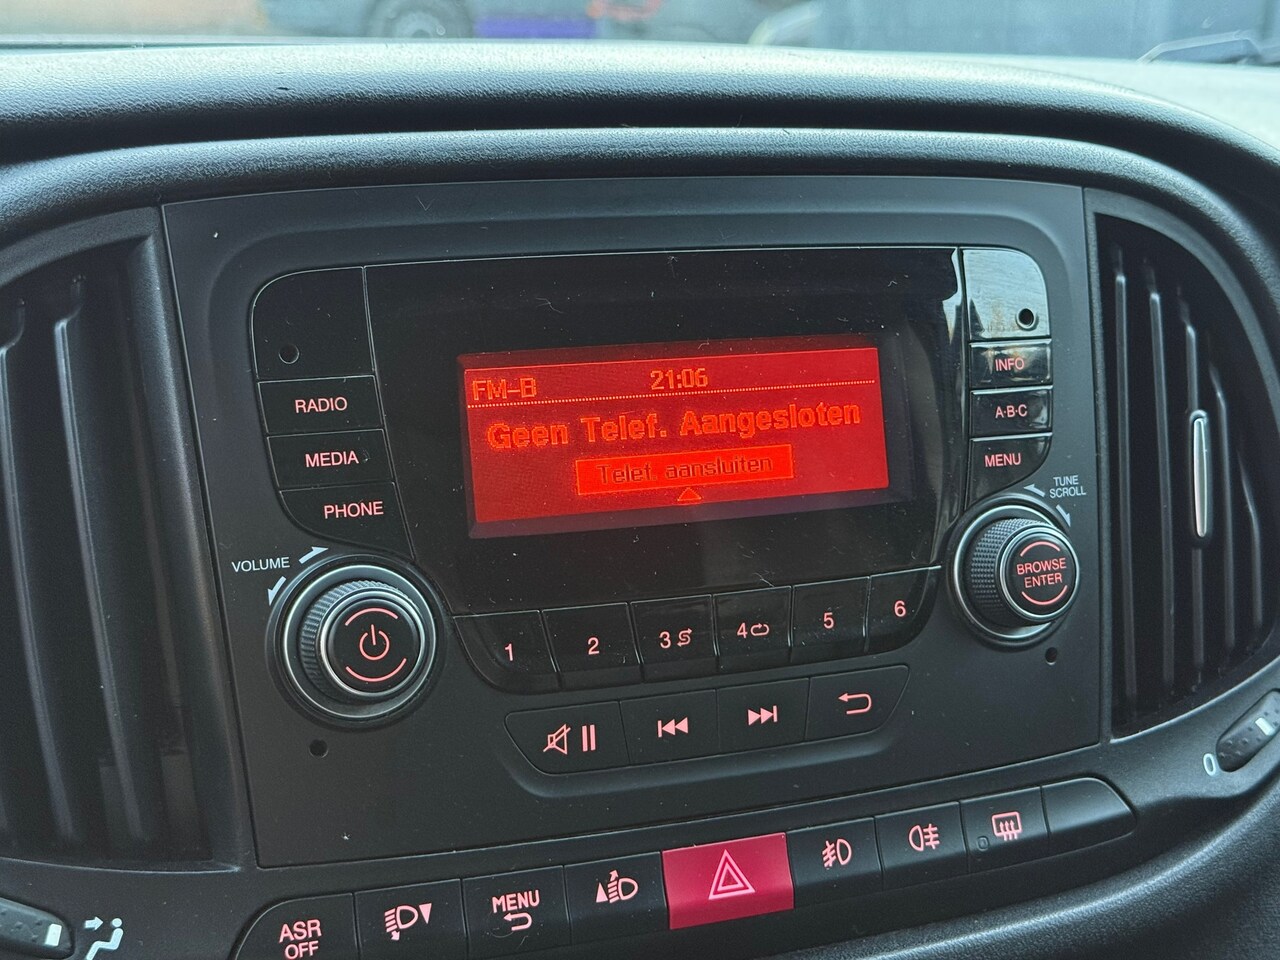 FM-B 21:06
Geen Telef. Aangesloten
Telef. aansluiten
RADIO
MEDIA
PHONE
VOLUME
INFO
A·B·C
MENU
TUNE
SCROLL
BROWSE
ENTER
1 2 3 4 5 6
0
ASR
OFF
MENU